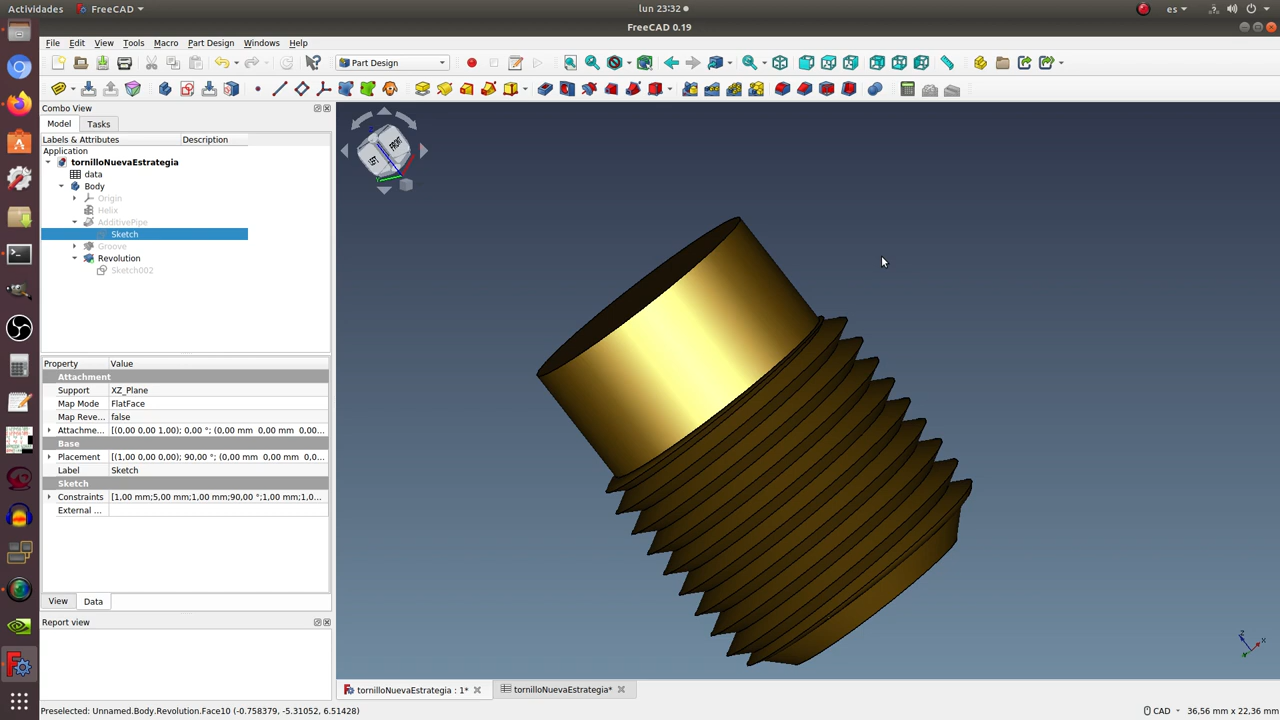 Actividades FreeCAD lun 23:32 es
FreeCAD 0.19
File Edit View Tools Macro Part Design Windows Help
Part Design
Combo View
Model Tasks
Labels & Attributes Description
Application
tornilloNuevaEstrategia
data
Body
Origin
Helix
AdditivePipe
Sketch
Groove
Revolution
Sketch002
FRONT
LEFT
Property Value
Attachment
Support XZ_Plane
Map Mode FlatFace
Map Reve... false
Attachme... [(0,00 0,00 1,00); 0,00 °; (0,00 mm 0,00 mm 0,00...
Base
Placement [(1,00 0,00 0,00); 90,00 °; (0,00 mm 0,00 mm 0,0...
Label Sketch
Sketch
Constraints [1,00 mm;5,00 mm;1,00 mm;90,00 °;1,00 mm;1,0...
External ...
View Data
Report view
tornilloNuevaEstrategia : 1* tornilloNuevaEstrategia*
Preselected: Unnamed.Body.Revolution.Face10 (-0.758379, -5.31052, 6.51428) CAD 36,56 mm x 22,36 mm